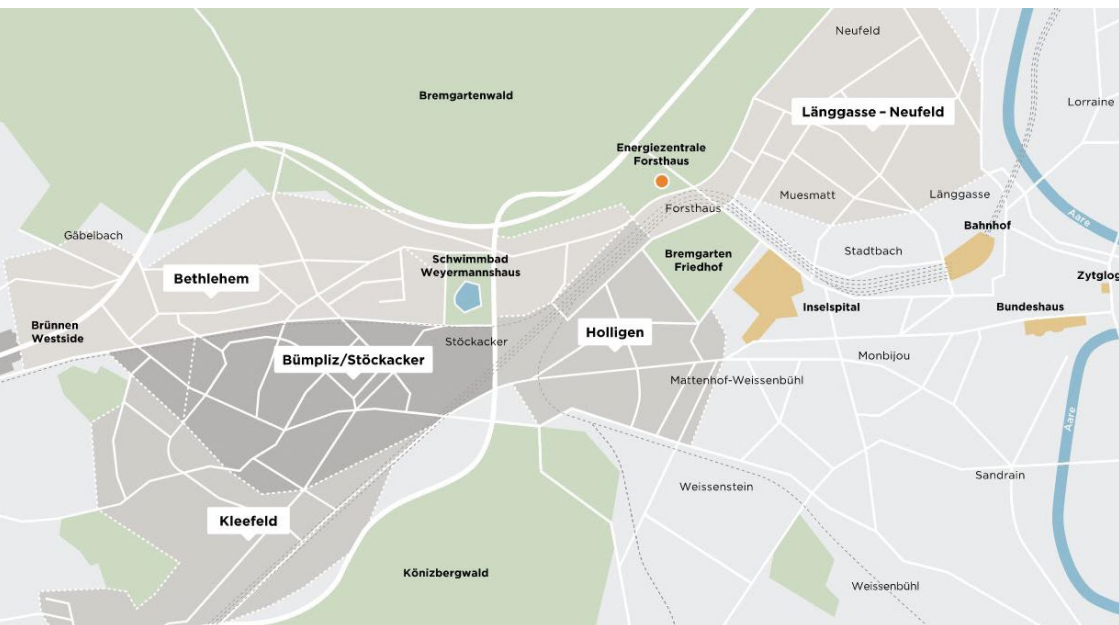 Neufeld
Bremgartenwald
Lorraine
Länggasse – Neufeld
Energiezentrale
Forsthaus
Muesmatt
Länggasse
Forsthaus
Aare
Bahnhof
Gäbelbach
Stadtbach
Bremgarten
Friedhof
Schwimmbad
Weyermannshaus
Bethlehem
Zytglog
Inselspital
Bundeshaus
Brünnen
Westside
Holligen
Stöckacker
Bümpliz/Stöckacker
Monbijou
Mattenhof-Weissenbühl
Aare
Sandrain
Weissenstein
Kleefeld
Könizbergwald
Weissenbühl